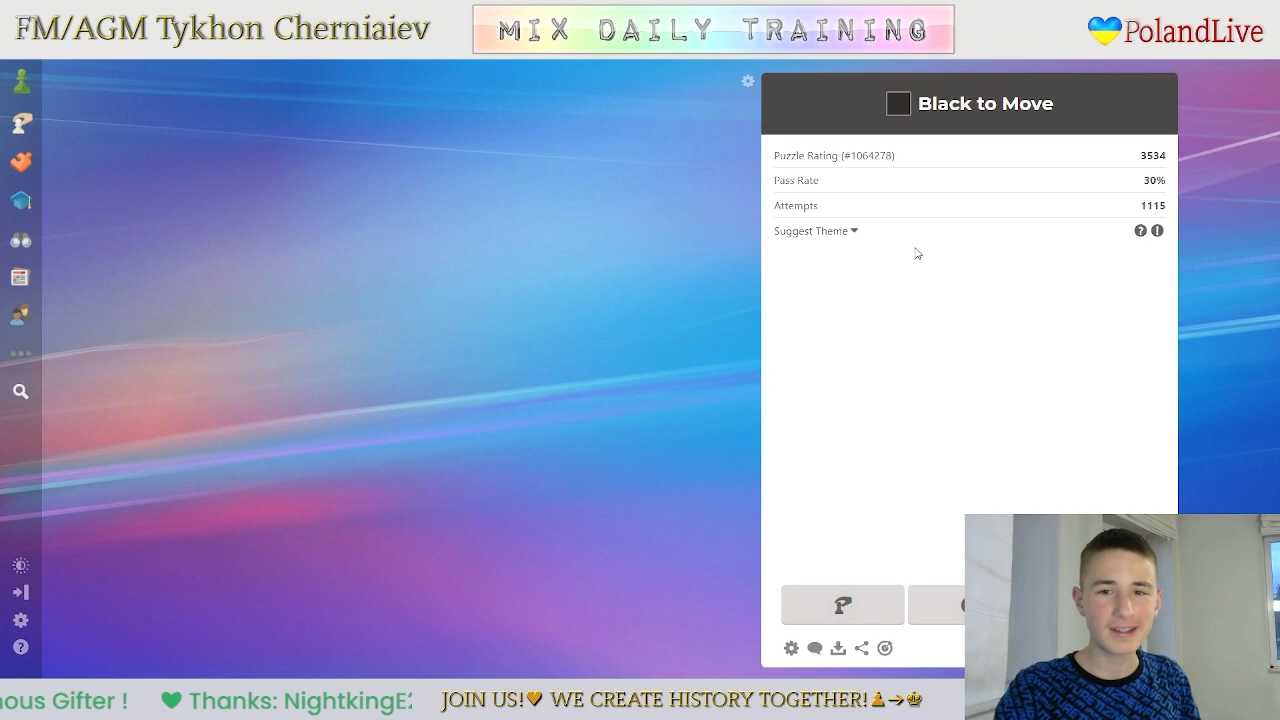 FM/AGM Tykhon Cherniaiev
MIX DAILY TRAINING
PolandLive
Black to Move
Puzzle Rating (#1064278) 3534
Pass Rate 30%
Attempts 1115
Suggest Theme
ous Gifter ! Thanks: NightkingE
JOIN US! WE CREATE HISTORY TOGETHER!